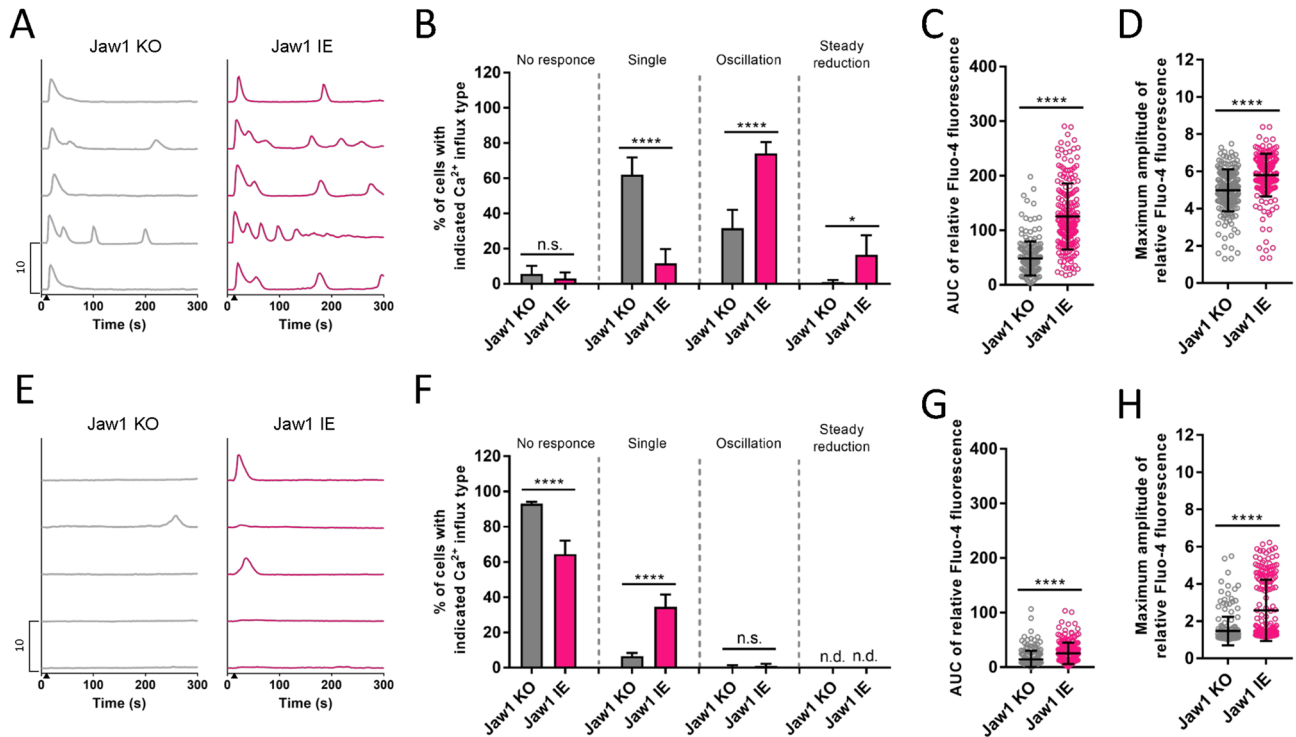 A
Jaw1 KO
Jaw1 IE
10
0
100
200
300
0
100
200
300
Time (s)
Time (s)
B
No responce
Single
Oscillation
Steady
reduction
% of cells with
indicated Ca²⁺ influx type
120
100
80
60
40
20
0
n.s.
****
****
*
Jaw1 KO
Jaw1 IE
Jaw1 KO
Jaw1 IE
Jaw1 KO
Jaw1 IE
Jaw1 KO
Jaw1 IE
C
AUC of relative Fluo-4 fluorescence
400
300
200
100
0
****
Jaw1 KO
Jaw1 IE
D
Maximum amplitude of
relative Fluo-4 fluorescence
12
10
8
6
4
2
0
****
Jaw1 KO
Jaw1 IE
E
Jaw1 KO
Jaw1 IE
10
0
100
200
300
0
100
200
300
Time (s)
Time (s)
F
No responce
Single
Oscillation
Steady
reduction
% of cells with
indicated Ca²⁺ influx type
120
100
80
60
40
20
0
****
****
n.s.
n.d.
n.d.
Jaw1 KO
Jaw1 IE
Jaw1 KO
Jaw1 IE
Jaw1 KO
Jaw1 IE
Jaw1 KO
Jaw1 IE
G
AUC of relative Fluo-4 fluorescence
400
300
200
100
0
****
Jaw1 KO
Jaw1 IE
H
Maximum amplitude of
relative Fluo-4 fluorescence
12
10
8
6
4
2
0
****
Jaw1 KO
Jaw1 IE